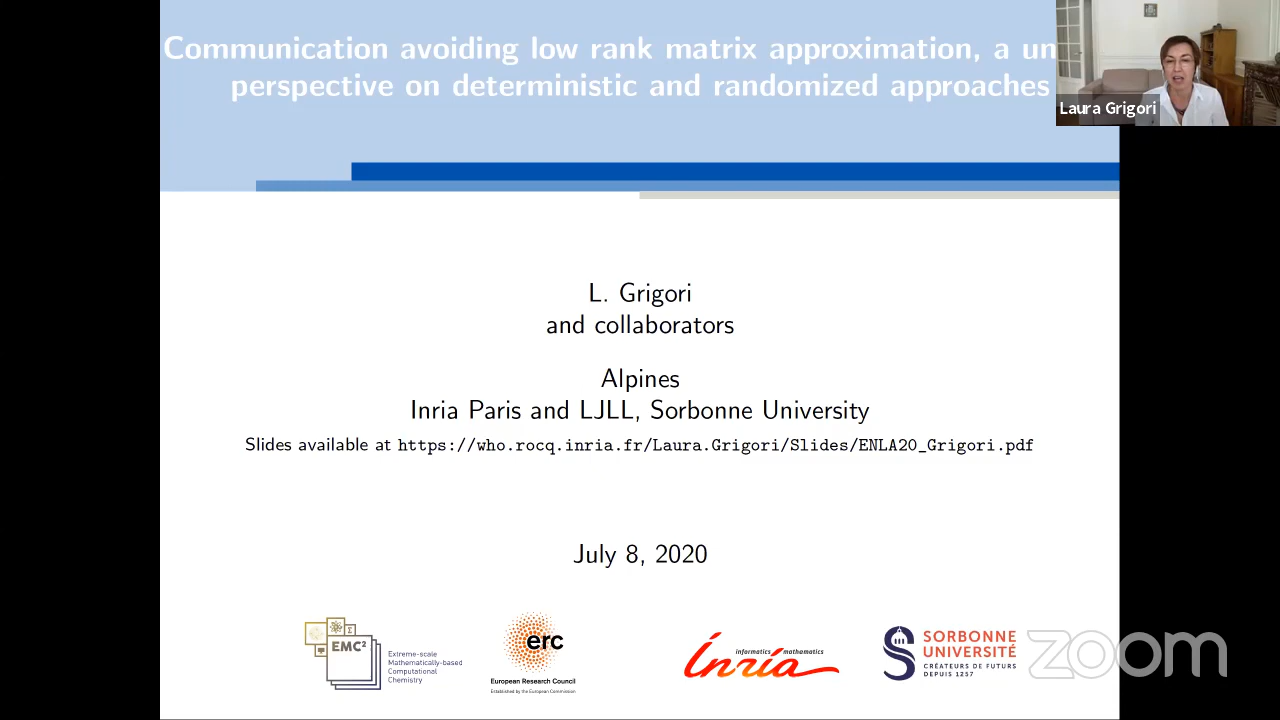 Communication avoiding low rank matrix approximation, a un
perspective on deterministic and randomized approaches
Laura Grigori
L. Grigori
and collaborators
Alpines
Inria Paris and LJLL, Sorbonne University
Slides available at https://who.rocq.inria.fr/Laura.Grigori/Slides/ENLA20_Grigori.pdf
July 8, 2020
EMC²
Extreme-scale
Mathematically-based
Computational
Chemistry
erc
European Research Council
Established by the European Commission
informatics mathematics
Inria
SORBONNE
UNIVERSITÉ
CRÉATEURS DE FUTURS
DEPUIS 1257
zoom